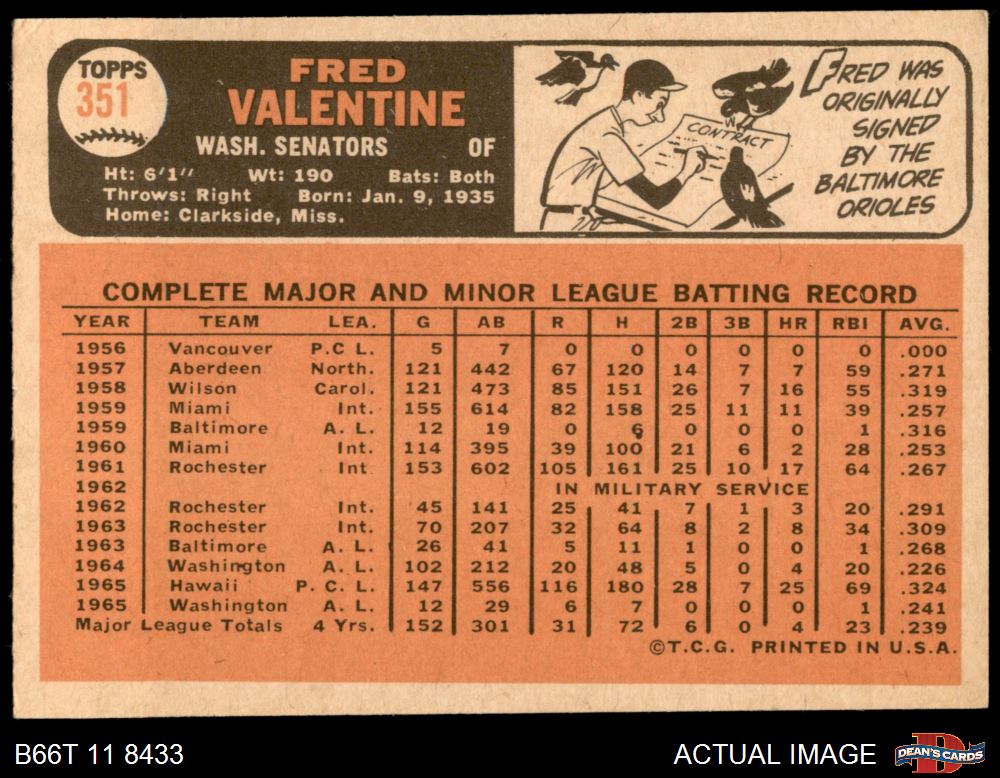 TOPPS
351
FRED
VALENTINE
WASH. SENATORS OF
Ht: 6'1" Wt: 190 Bats: Both
Throws: Right Born: Jan. 9, 1935
Home: Clarkside, Miss.
CONTRACT
FRED WAS
ORIGINALLY
SIGNED
BY THE
BALTIMORE
ORIOLES
COMPLETE MAJOR AND MINOR LEAGUE BATTING RECORD
YEAR TEAM LEA. G AB R H 2B 3B HR RBI AVG.
1956 Vancouver P.C L. 5 7 0 0 0 0 0 0 .000
1957 Aberdeen North. 121 442 67 120 14 7 7 59 .271
1958 Wilson Carol. 121 473 85 151 26 7 16 55 .319
1959 Miami Int. 155 614 82 158 25 11 11 39 .257
1959 Baltimore A. L. 12 19 0 6 0 0 0 1 .316
1960 Miami Int. 114 395 39 100 21 6 2 28 .253
1961 Rochester Int. 153 602 105 161 25 10 17 64 .267
1962 IN MILITARY SERVICE
1962 Rochester Int. 45 141 25 41 7 1 3 20 .291
1963 Rochester Int. 70 207 32 64 8 2 8 34 .309
1963 Baltimore A. L. 26 41 5 11 1 0 0 1 .268
1964 Washington A. L. 102 212 20 48 5 0 4 20 .226
1965 Hawaii P. C. L. 147 556 116 180 28 7 25 69 .324
1965 Washington A. L. 12 29 6 7 0 0 0 1 .241
Major League Totals 4 Yrs. 152 301 31 72 6 0 4 23 .239
©T.C.G. PRINTED IN U.S.A.
B66T 11 8433 ACTUAL IMAGE
DEAN'S CARDS